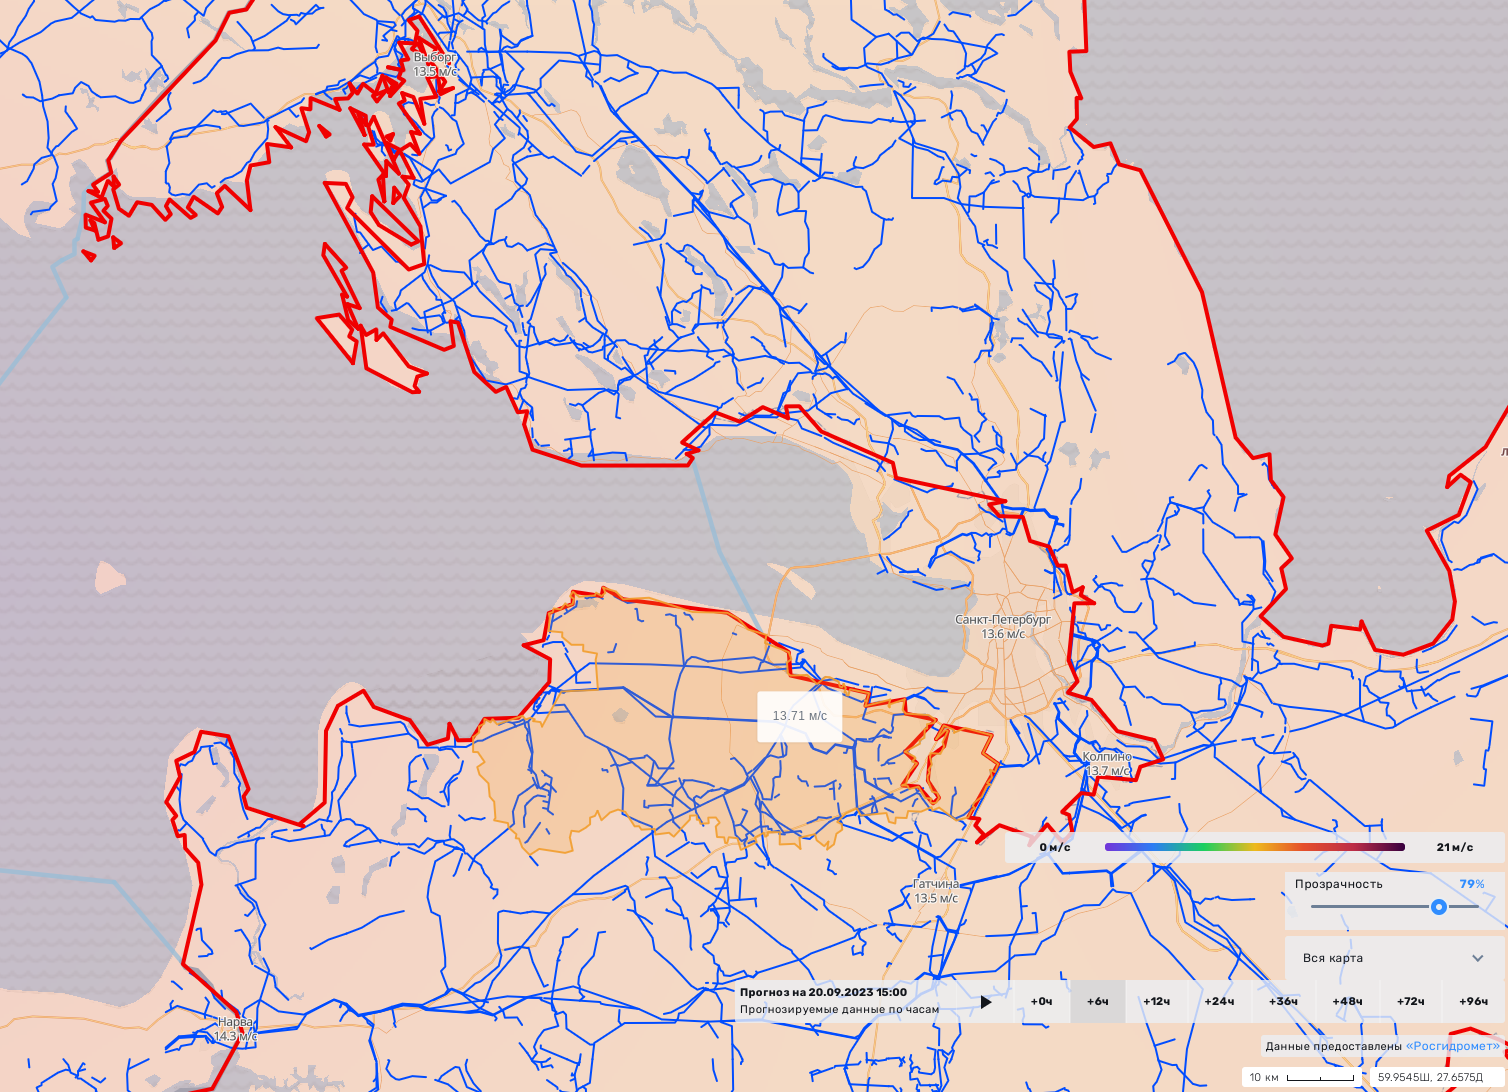 Выборг
13.5 м/с
Санкт-Петербург
13.6 м/с
13.71 м/с
Колпино
13.7 м/с
0 м/с
21 м/с
Гатчина
13.5 м/с
Прозрачность 79%
Вся карта
Прогноз на 20.09.2023 15:00
Прогнозируемые данные по часам
+0ч +6ч +12ч +24ч +36ч +48ч +72ч +96ч
Нарва
14.3 м/с
Данные предоставлены «Росгидромет»
10 км
59.9545Ш, 27.6575Д